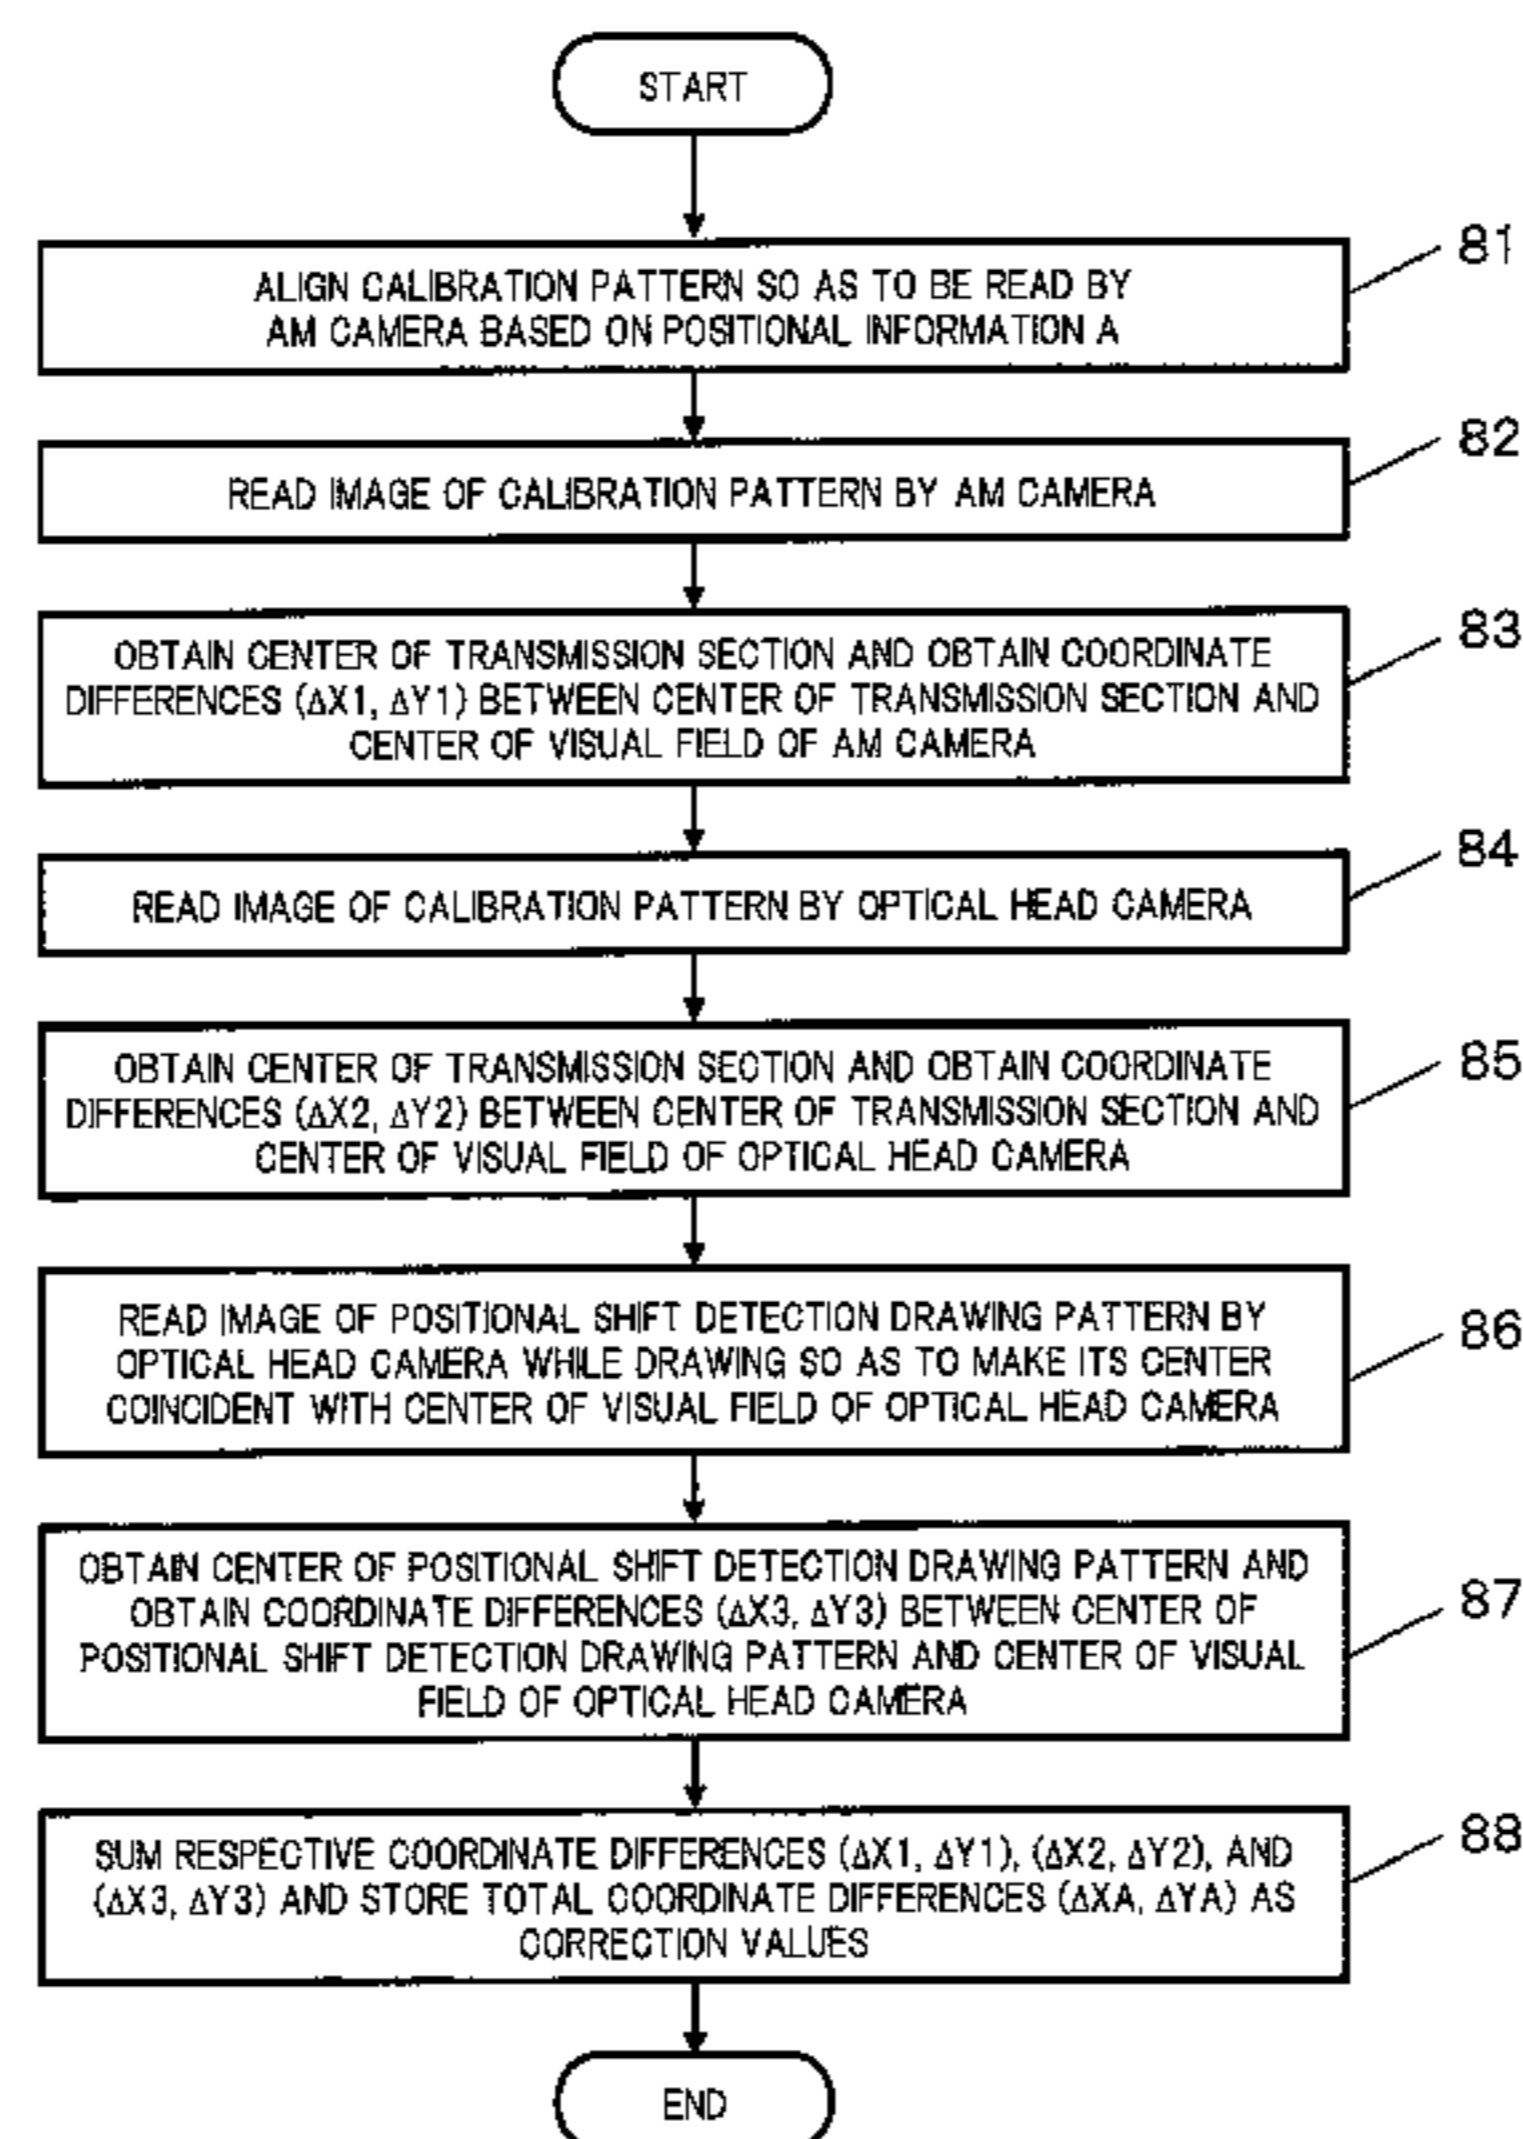 START
81
ALIGN CALIBRATION PATTERN SO AS TO BE READ BY
AM CAMERA BASED ON POSITIONAL INFORMATION A
82
READ IMAGE OF CALIBRATION PATTERN BY AM CAMERA
83
OBTAIN CENTER OF TRANSMISSION SECTION AND OBTAIN COORDINATE
DIFFERENCES (ΔX1, ΔY1) BETWEEN CENTER OF TRANSMISSION SECTION AND
CENTER OF VISUAL FIELD OF AM CAMERA
84
READ IMAGE OF CALIBRATION PATTERN BY OPTICAL HEAD CAMERA
85
OBTAIN CENTER OF TRANSMISSION SECTION AND OBTAIN COORDINATE
DIFFERENCES (ΔX2, ΔY2) BETWEEN CENTER OF TRANSMISSION SECTION AND
CENTER OF VISUAL FIELD OF OPTICAL HEAD CAMERA
86
READ IMAGE OF POSITIONAL SHIFT DETECTION DRAWING PATTERN BY
OPTICAL HEAD CAMERA WHILE DRAWING SO AS TO MAKE ITS CENTER
COINCIDENT WITH CENTER OF VISUAL FIELD OF OPTICAL HEAD CAMERA
87
OBTAIN CENTER OF POSITIONAL SHIFT DETECTION DRAWING PATTERN AND
OBTAIN COORDINATE DIFFERENCES (ΔX3, ΔY3) BETWEEN CENTER OF
POSITIONAL SHIFT DETECTION DRAWING PATTERN AND CENTER OF VISUAL
FIELD OF OPTICAL HEAD CAMERA
88
SUM RESPECTIVE COORDINATE DIFFERENCES (ΔX1, ΔY1), (ΔX2, ΔY2), AND
(ΔX3, ΔY3) AND STORE TOTAL COORDINATE DIFFERENCES (ΔXA, ΔYA) AS
CORRECTION VALUES
END